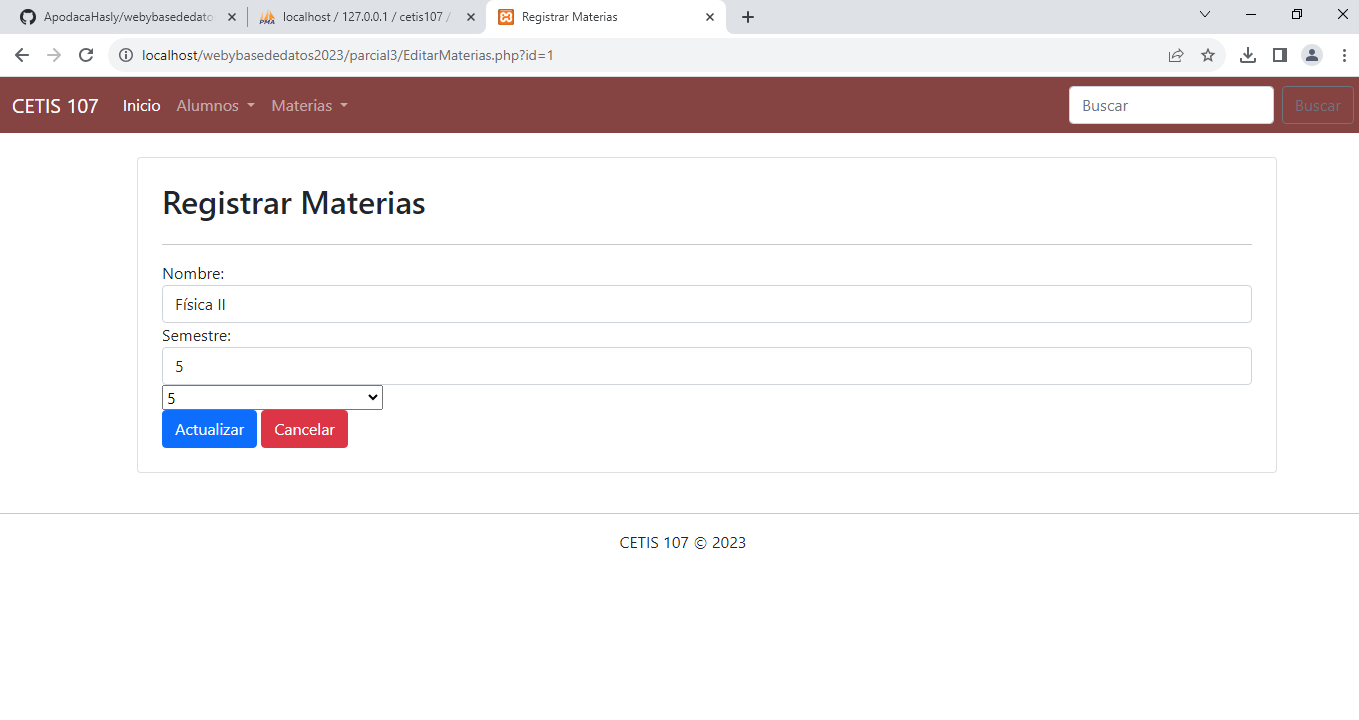 ApodacaHasly/webybasededato
localhost / 127.0.0.1 / cetis107 /
Registrar Materias
localhost/webybasededatos2023/parcial3/EditarMaterias.php?id=1
CETIS 107 Inicio Alumnos Materias Buscar Buscar
Registrar Materias
Nombre:
Física II
Semestre:
5
5
Actualizar Cancelar
CETIS 107 © 2023